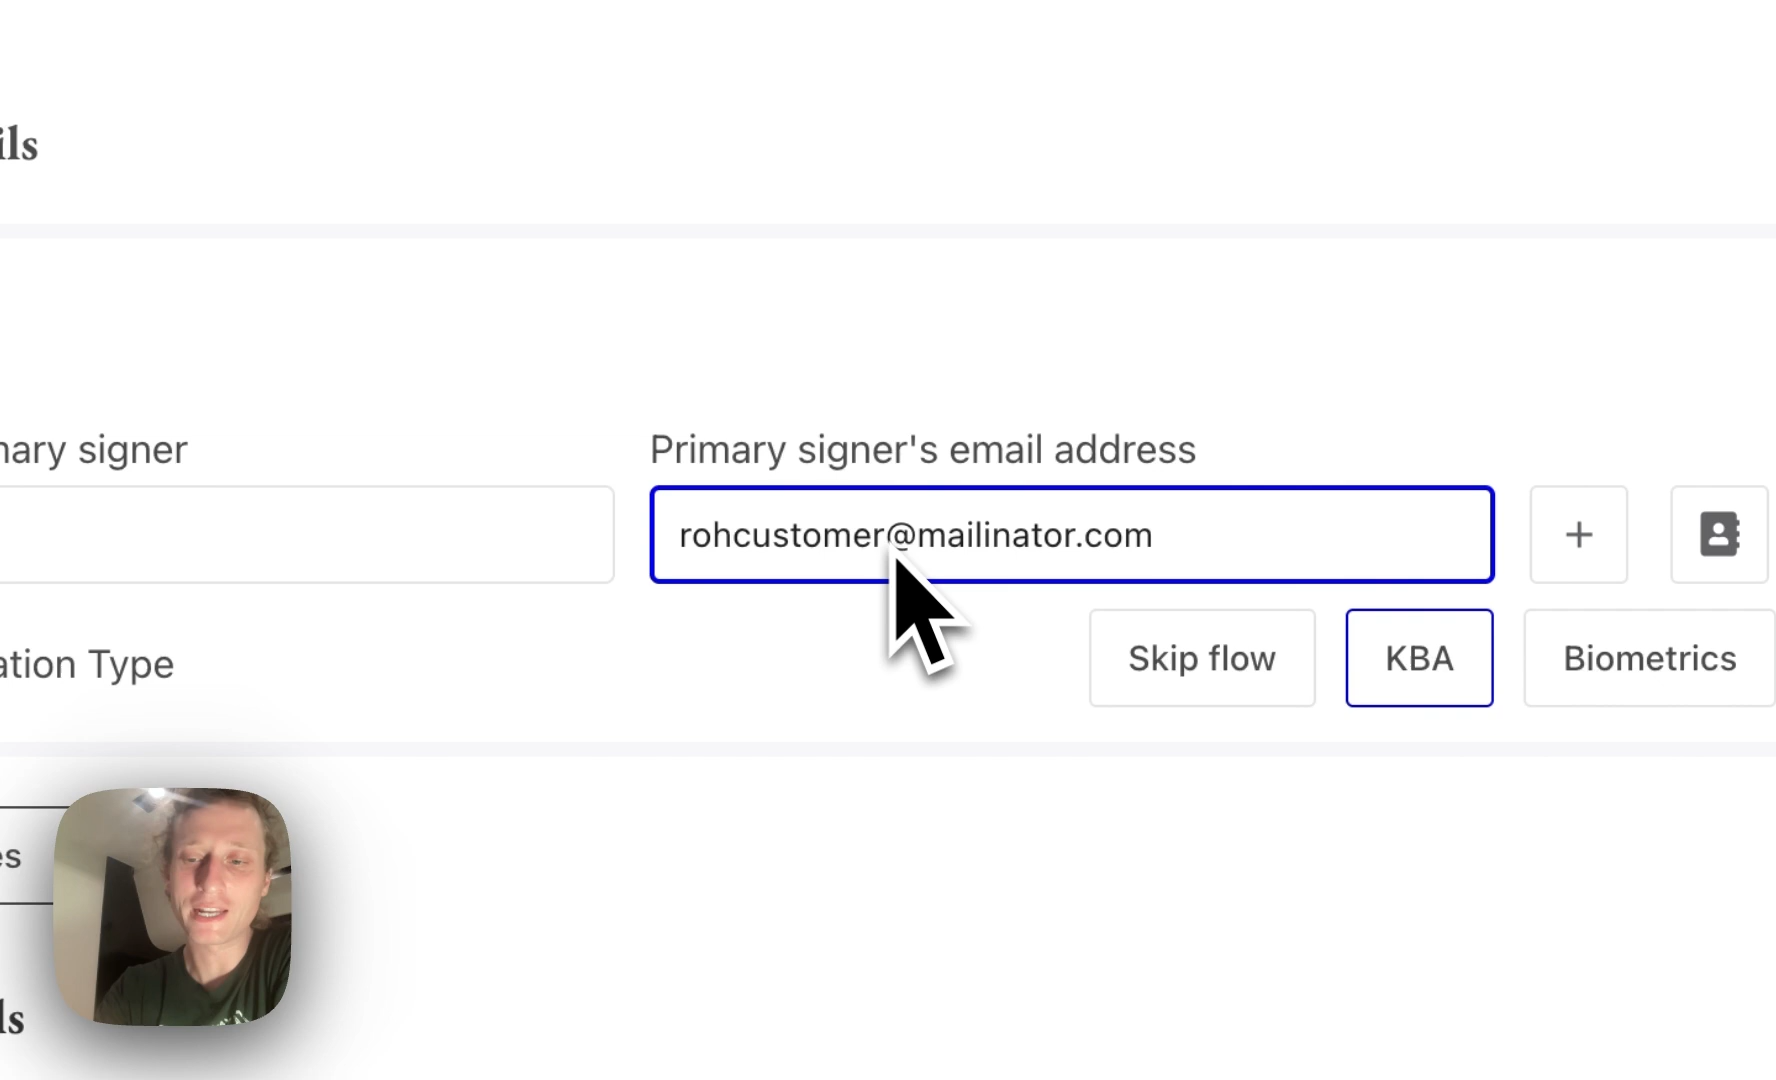 ils
nary signer
Primary signer's email address
rohcustomer@mailinator.com
ation Type
Skip flow
KBA
Biometrics
es
ls